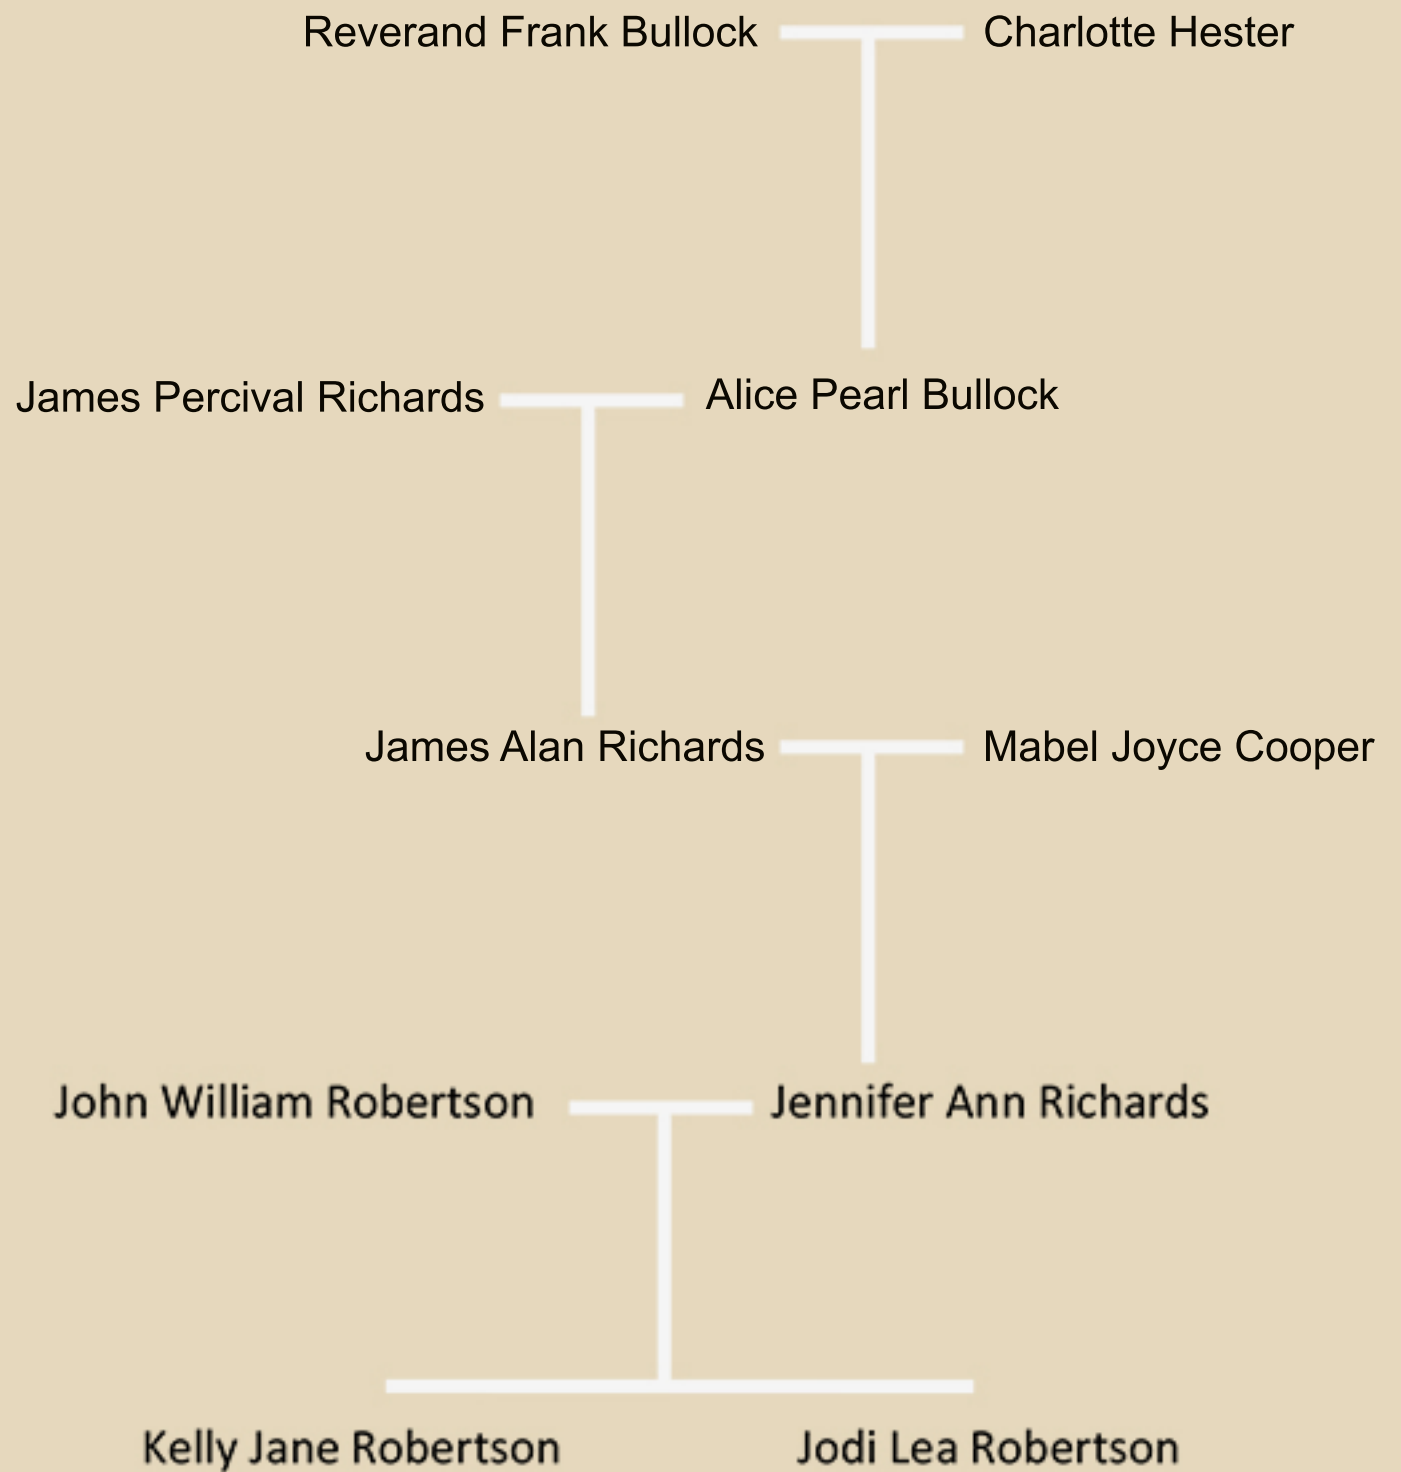 Reverand Frank Bullock Charlotte Hester
James Percival Richards Alice Pearl Bullock
James Alan Richards Mabel Joyce Cooper
John William Robertson Jennifer Ann Richards
Kelly Jane Robertson Jodi Lea Robertson